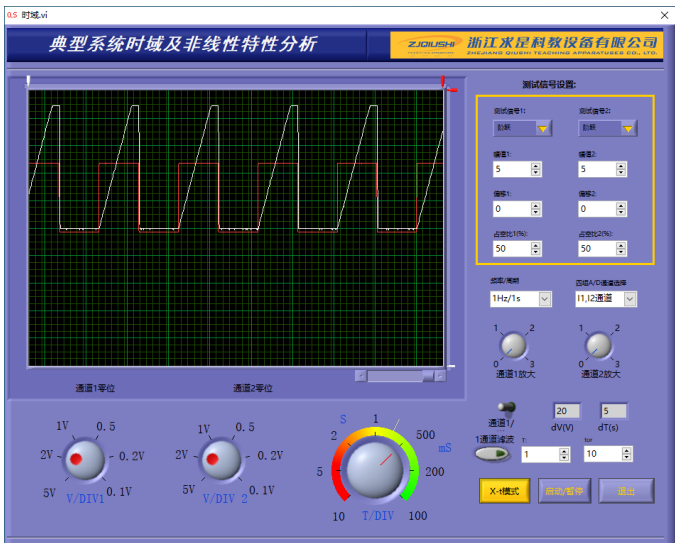 时域.vi
典型系统时域及非线性特性分析
ZJQIUSHI 浙江求是科教设备有限公司
ZHEJIANG QIUSHI TEACHING APPARATUSES CO., LTD.
测试信号设置:
测试信号1: 测试信号2:
阶跃 阶跃
幅值1: 幅值2:
5 5
偏移1: 偏移2:
0 0
占空比1(%): 占空比2(%):
50 50
频率/周期 四组A/D通道选择
1Hz/1s I1,I2通道
1 2 1 2
0 3 0 3
通道1放大 通道2放大
通道1零位 通道2零位
1V 0.5
2V 0.2V
5V 0.1V
V/DIV1
1V 0.5
2V 0.2V
5V 0.1V
V/DIV 2
S 1
2 500
mS
5 200
10 T/DIV 100
通道1/
...
20 5
dV(V) dT(s)
1通道滤波 T: tor
1 10
X-t模式 启动/暂停 退出